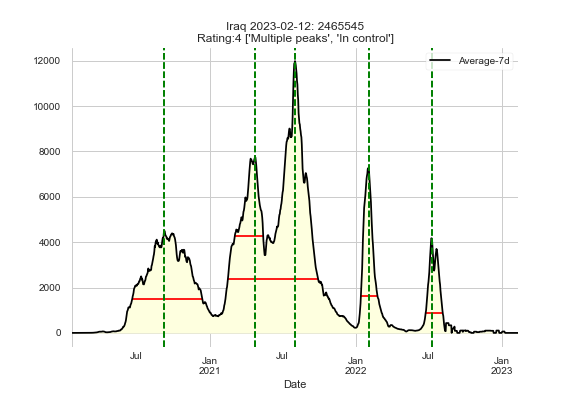 Iraq 2023-02-12: 2465545
Rating:4 ['Multiple peaks', 'In control']
Average-7d
12000
10000
8000
6000
4000
2000
0
Jul
Jan
2021
Jul
Jan
2022
Jul
Jan
2023
Date